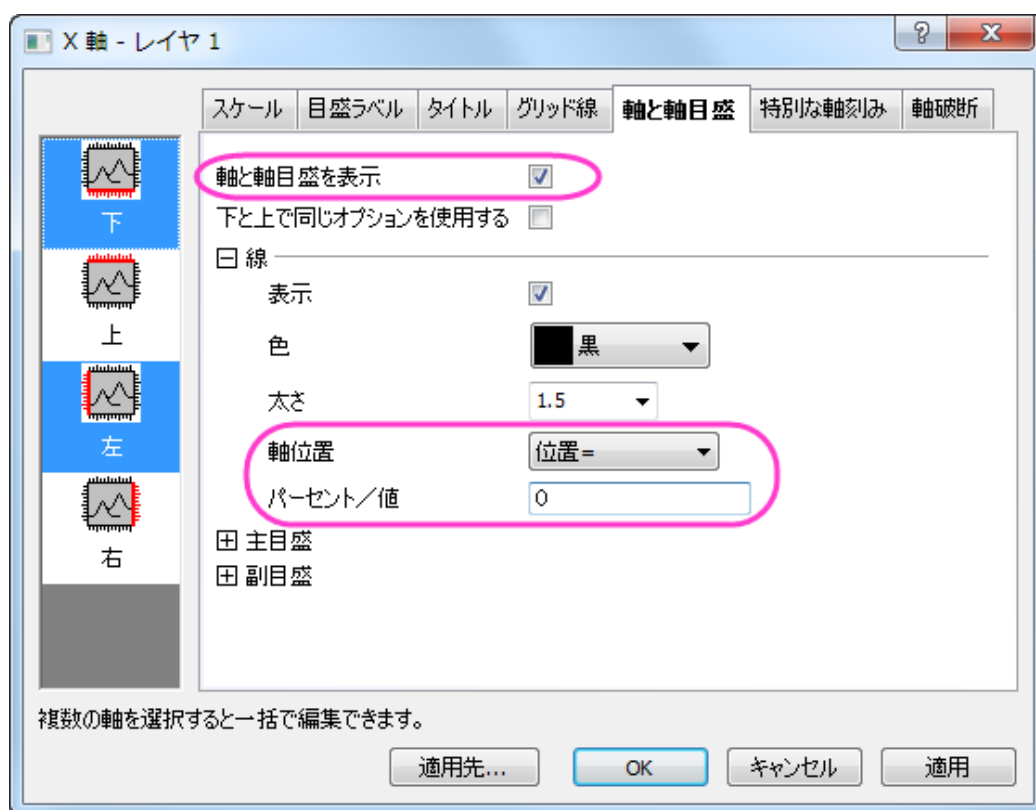 X 軸 - レイヤ 1
?
スケール 目盛ラベル タイトル グリッド線 軸と軸目盛 特別な軸刻み 軸破断
下
上
左
右
軸と軸目盛を表示
下と上で同じオプションを使用する
線
表示
色 黒
太さ 1.5
軸位置 位置=
パーセント/値 0
主目盛
副目盛
複数の軸を選択すると一括で編集できます。
適用先... OK キャンセル 適用